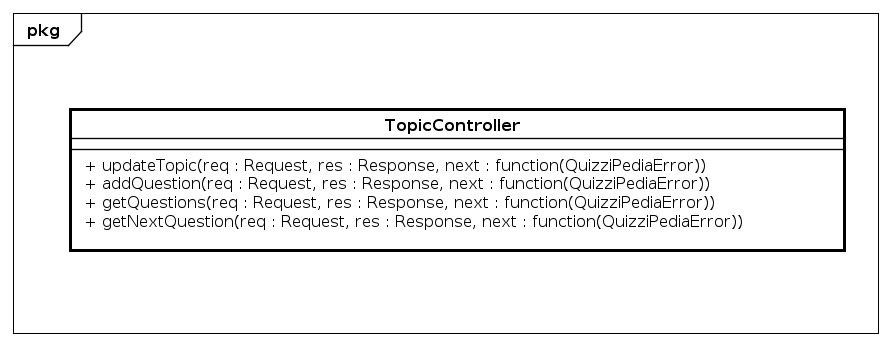 pkg
TopicController
+ updateTopic(req : Request, res : Response, next : function(QuizziPediaError))
+ addQuestion(req : Request, res : Response, next : function(QuizziPediaError))
+ getQuestions(req : Request, res : Response, next : function(QuizziPediaError))
+ getNextQuestion(req : Request, res : Response, next : function(QuizziPediaError))